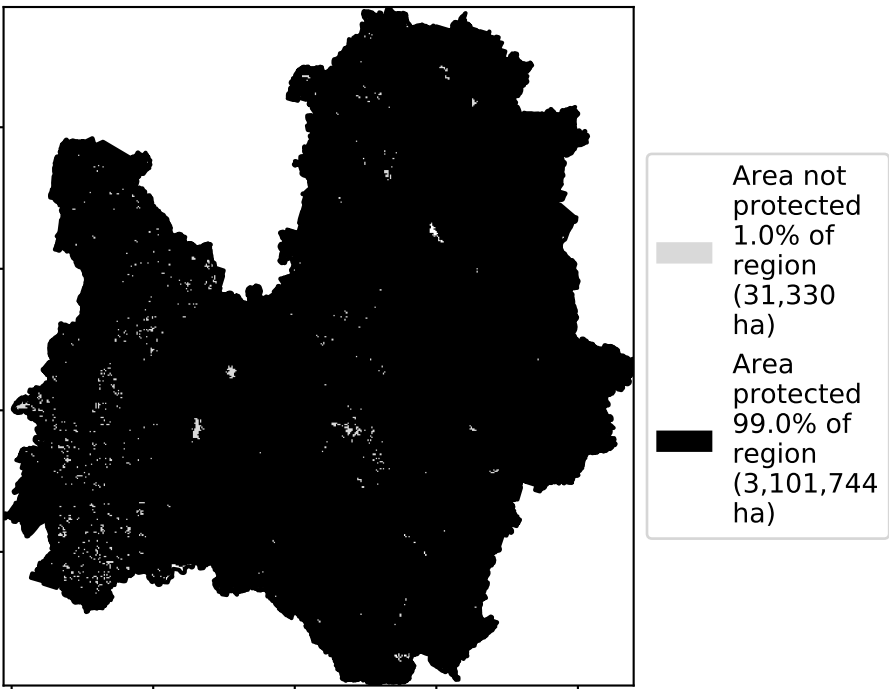 Area not
protected
1.0% of
region
(31,330
ha)
Area
protected
99.0% of
region
(3,101,744
ha)